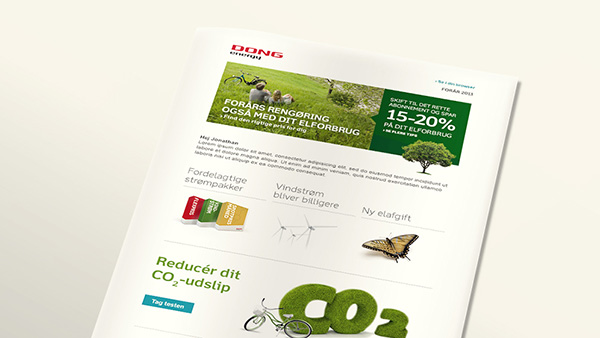 DONG
energy
› Se i din browser
FORÅR 2013
FORÅRS RENGØRING
OGSÅ MED DIT ELFORBRUG
› Find den rigtige pris for dig
SKIFT TIL DET RETTE
ABONNEMENT OG SPAR
15-20%
PÅ DIT ELFORBRUG
› SE FLERE TIPS
Hej Jonathan
Lorem ipsum dolor sit amet, consectetur adipisicing elit, sed do eiusmod tempor incididunt ut
labore et dolore magna aliqua. Ut enim ad minim veniam, quis nostrud exercitation ullamco
laboris nisi ut aliquip ex ea commodo consequat.
Fordelagtige
strømpakker
Vindstrøm
bliver billigere
Ny elafgift
Reducér dit
CO₂-udslip
Tag testen
CO2